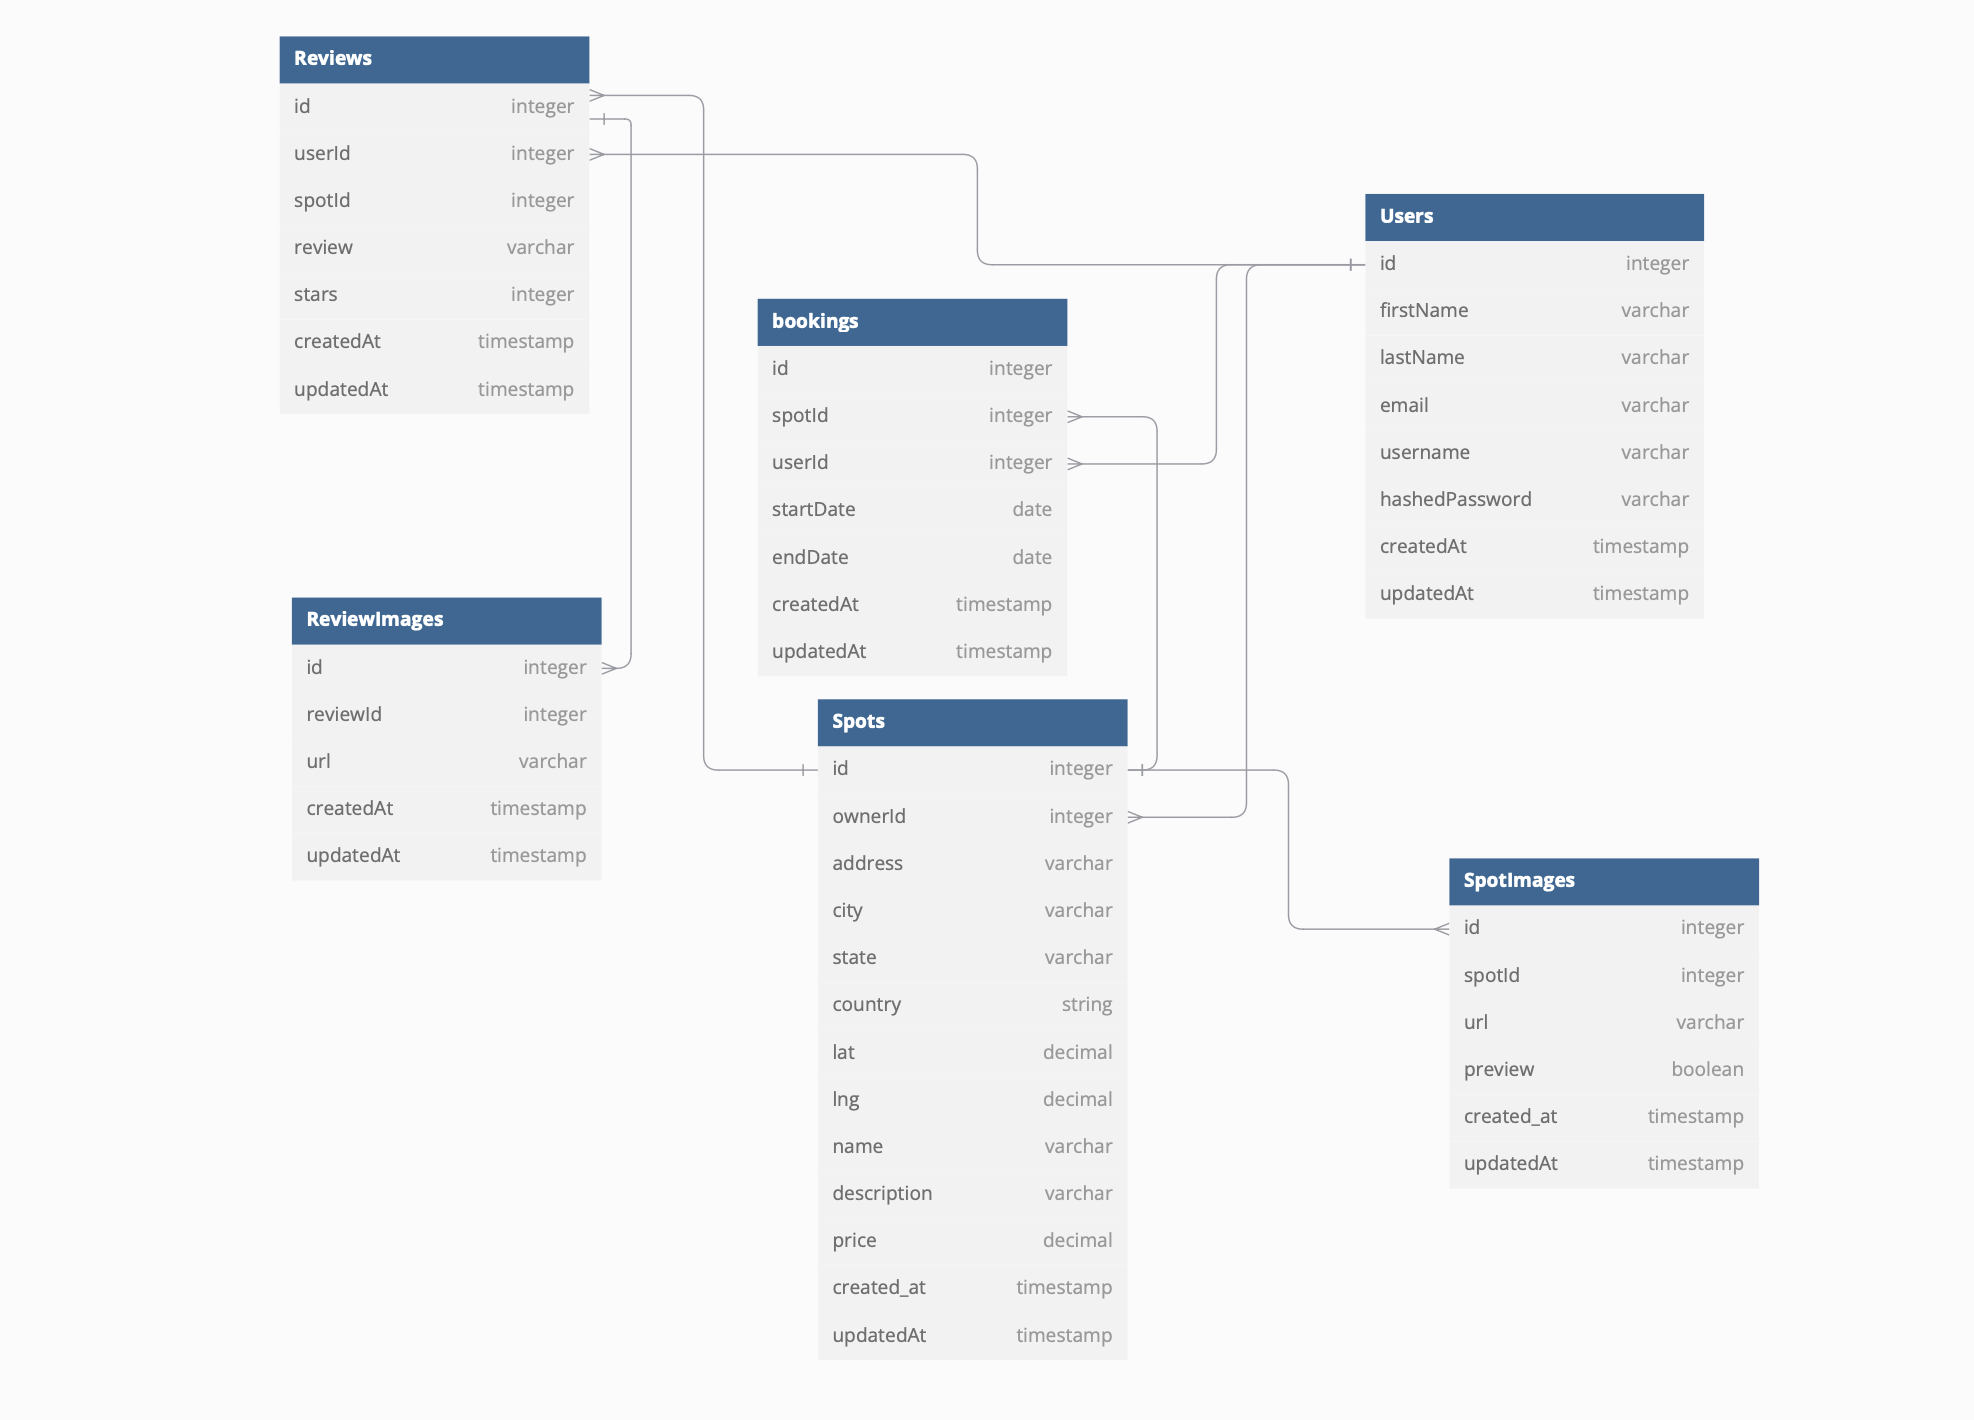 Reviews
id integer
userId integer
spotId integer
review varchar
stars integer
createdAt timestamp
updatedAt timestamp
Users
id integer
firstName varchar
lastName varchar
email varchar
username varchar
hashedPassword varchar
createdAt timestamp
updatedAt timestamp
bookings
id integer
spotId integer
userId integer
startDate date
endDate date
createdAt timestamp
updatedAt timestamp
ReviewImages
id integer
reviewId integer
url varchar
createdAt timestamp
updatedAt timestamp
Spots
id integer
ownerId integer
address varchar
city varchar
state varchar
country string
lat decimal
lng decimal
name varchar
description varchar
price decimal
created_at timestamp
updatedAt timestamp
SpotImages
id integer
spotId integer
url varchar
preview boolean
created_at timestamp
updatedAt timestamp